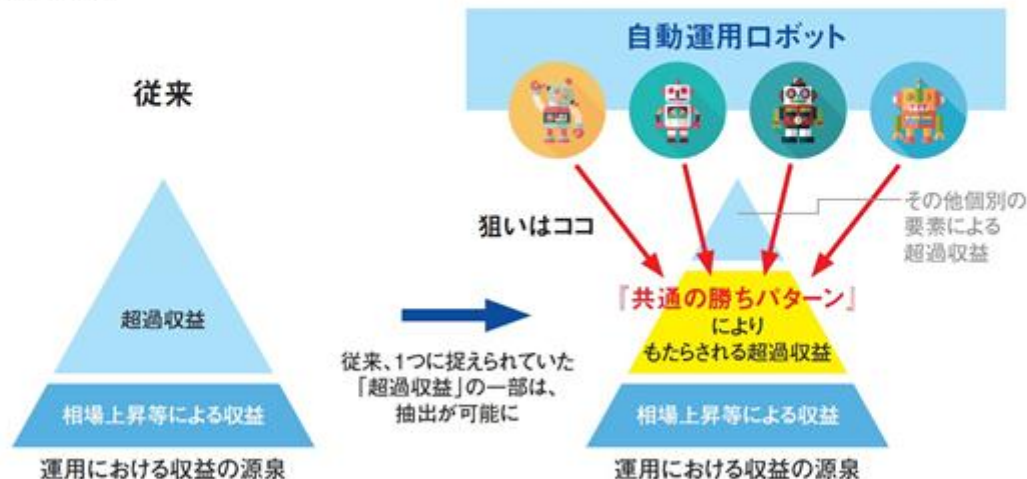 従来
超過収益
相場上昇等による収益
運用における収益の源泉
従来、1つに捉えられていた
「超過収益」の一部は、
抽出が可能に
自動運用ロボット
狙いはココ
その他個別の
要素による
超過収益
『共通の勝ちパターン』
により
もたらされる超過収益
相場上昇等による収益
運用における収益の源泉